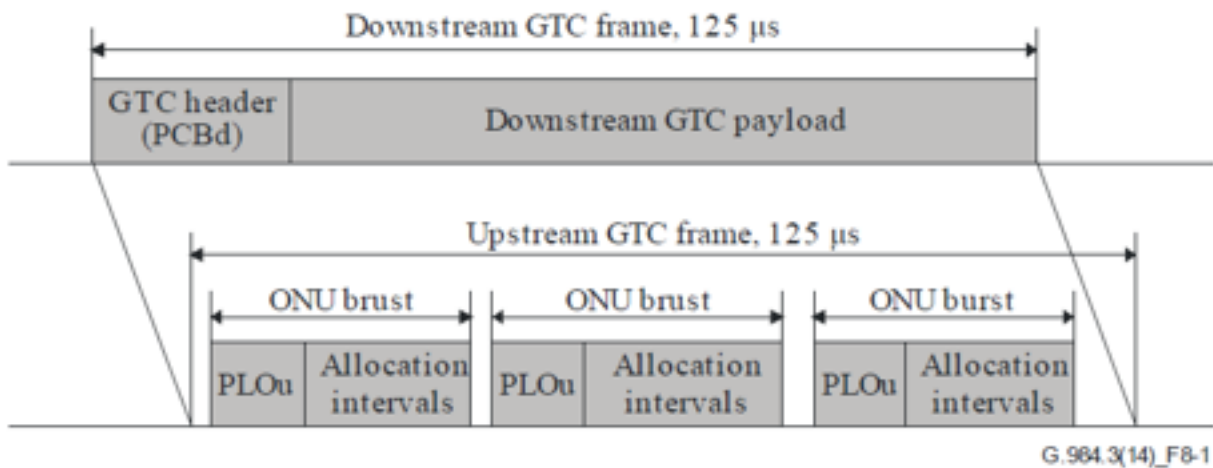 Downstream GTC frame, 125 μs
GTC header
(PCBd)
Downstream GTC payload
Upstream GTC frame, 125 μs
ONU brust
ONU brust
ONU burst
PLOu
Allocation
intervals
PLOu
Allocation
intervals
PLOu
Allocation
intervals
G.984.3(14)_F8-1